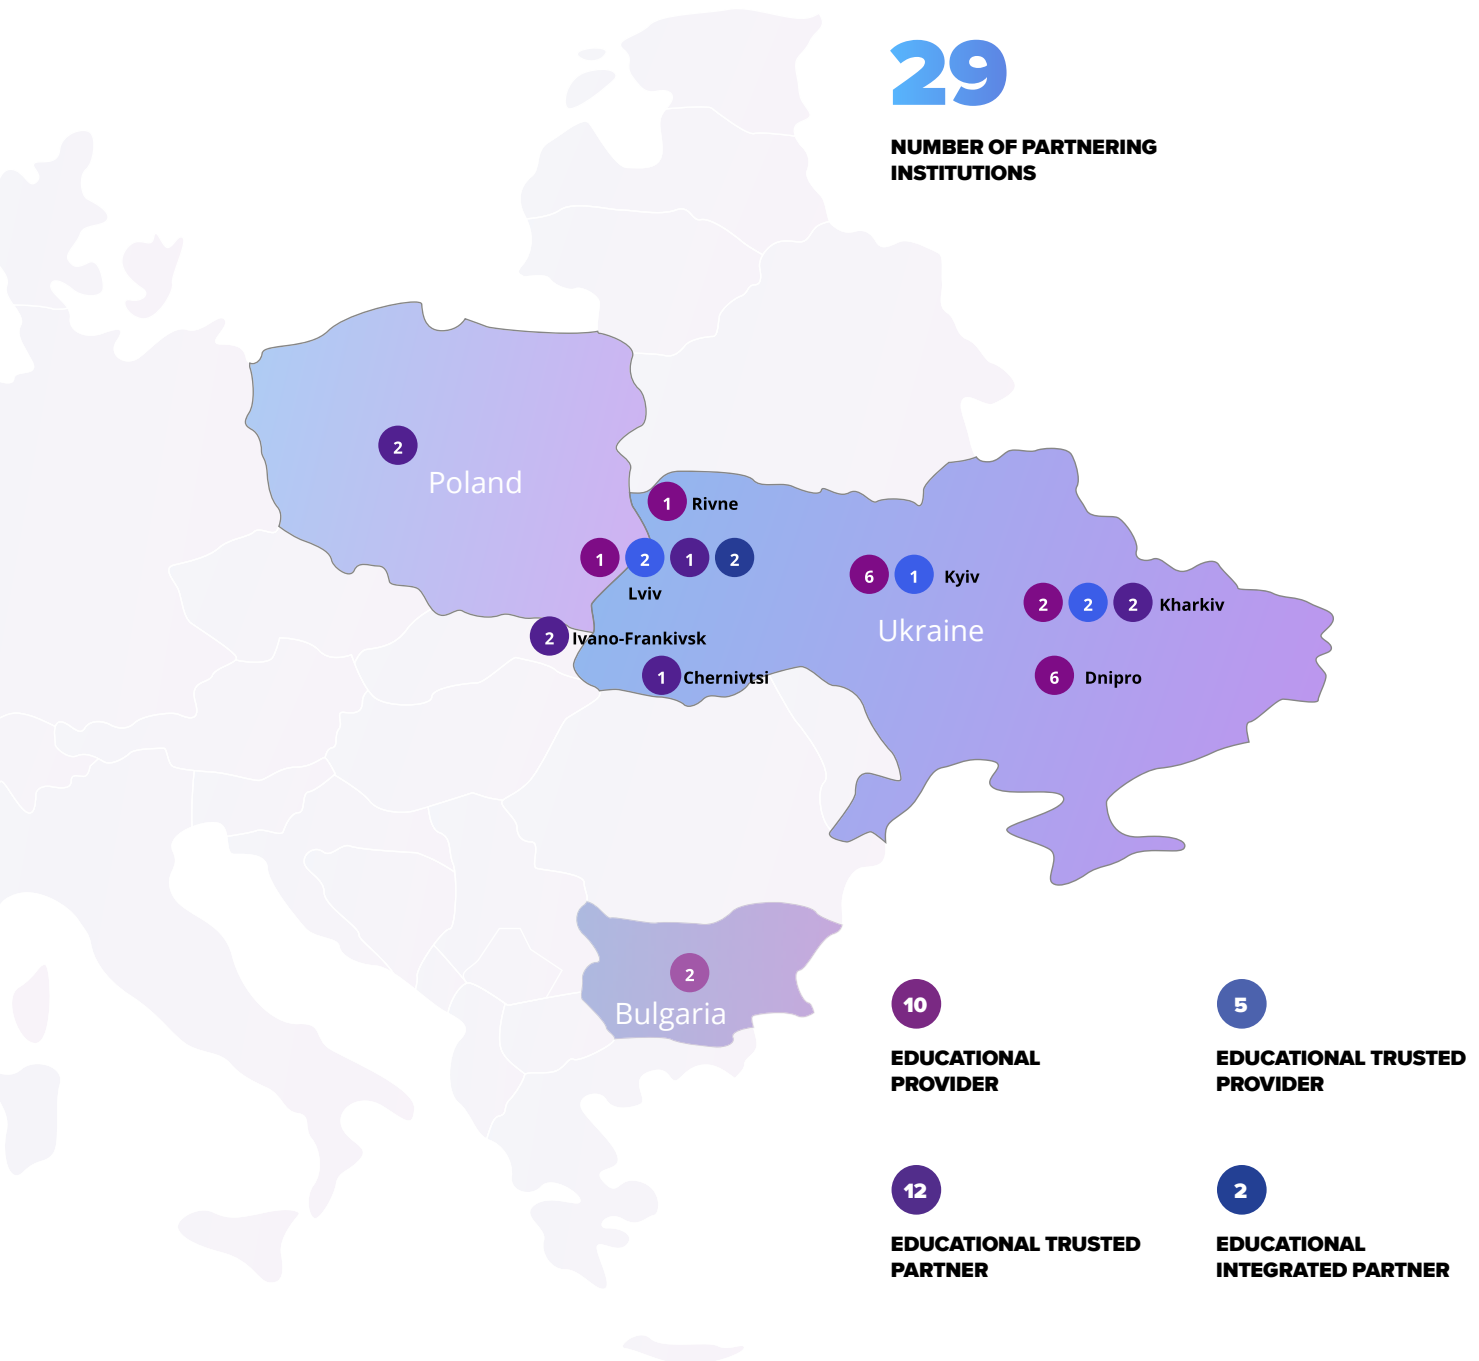 29
NUMBER OF PARTNERING
INSTITUTIONS
2
Poland
1 Rivne
1 2 1 2
Lviv
6 1 Kyiv
2 2 2 Kharkiv
Ukraine
2 Ivano-Frankivsk
1 Chernivtsi
6 Dnipro
2
Bulgaria
10
EDUCATIONAL
PROVIDER
5
EDUCATIONAL TRUSTED
PROVIDER
12
EDUCATIONAL TRUSTED
PARTNER
2
EDUCATIONAL
INTEGRATED PARTNER